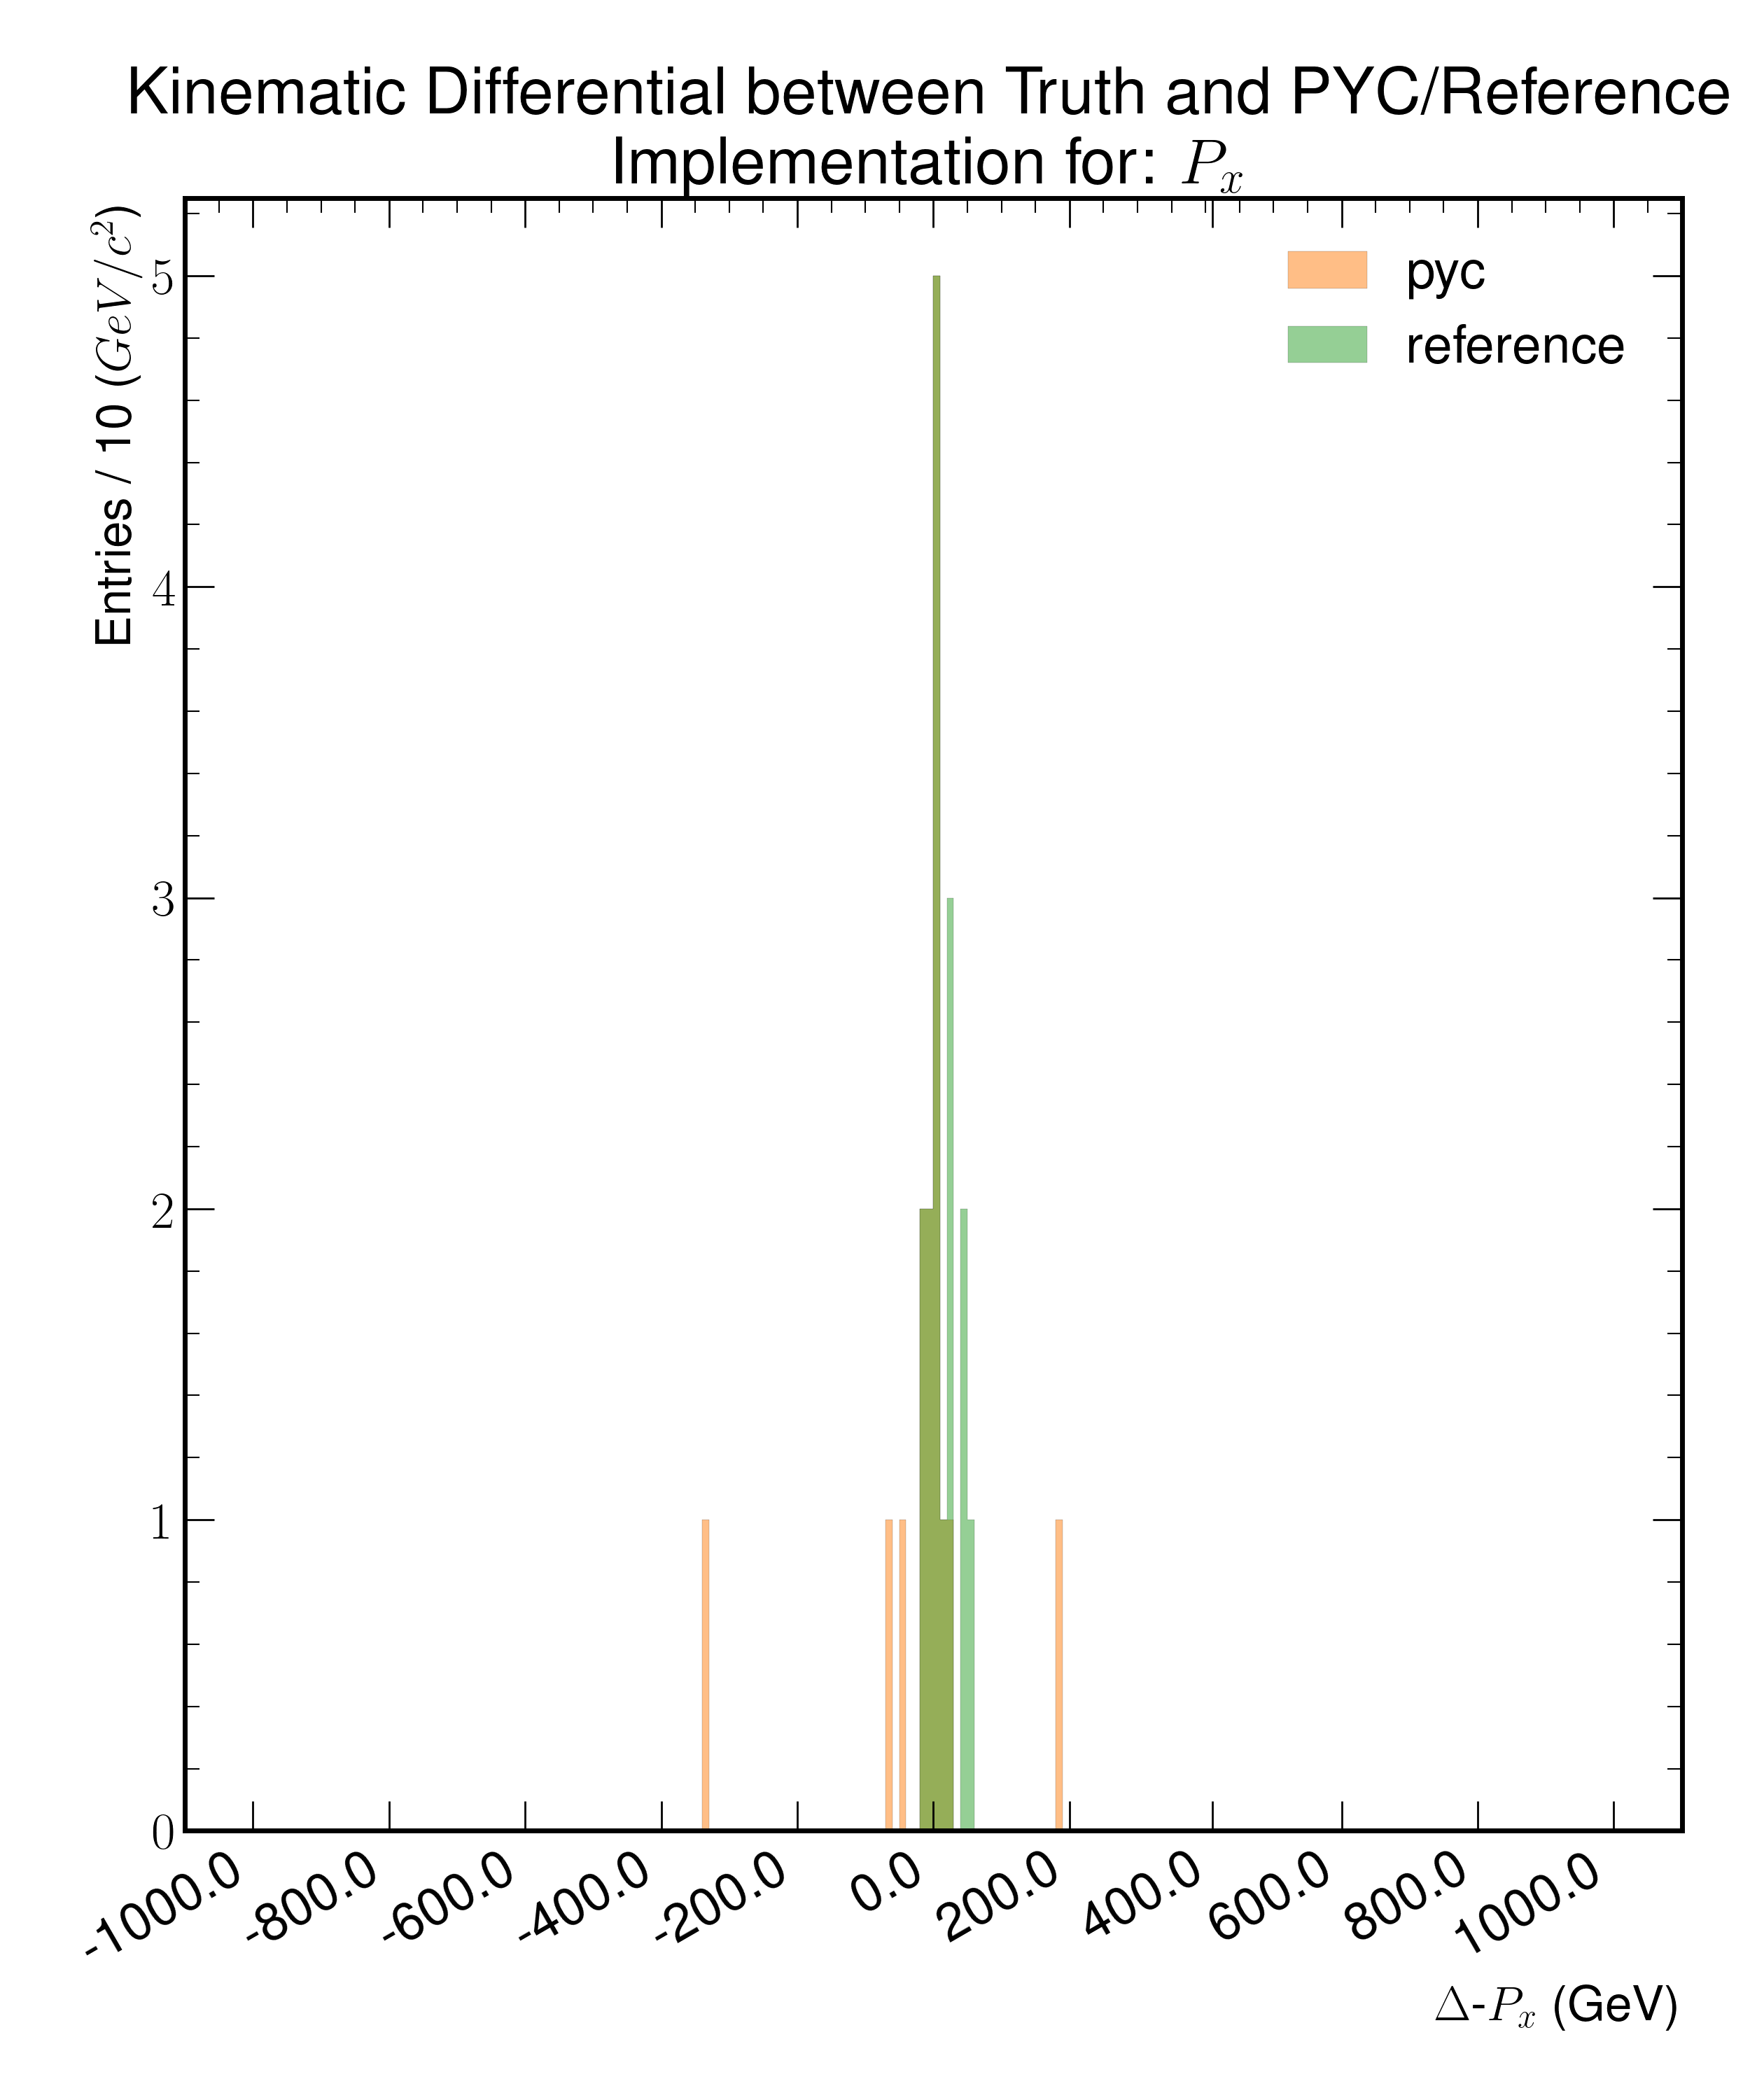 Kinematic Differential between Truth and PYC/Reference
Implementation for: $P_x$
Entries / 10 ($GeV/c^2$)
pyc
reference
5
4
3
2
1
0
-1000.0
-800.0
-600.0
-400.0
-200.0
0.0
200.0
400.0
600.0
800.0
1000.0
$\Delta$-$P_x$ (GeV)